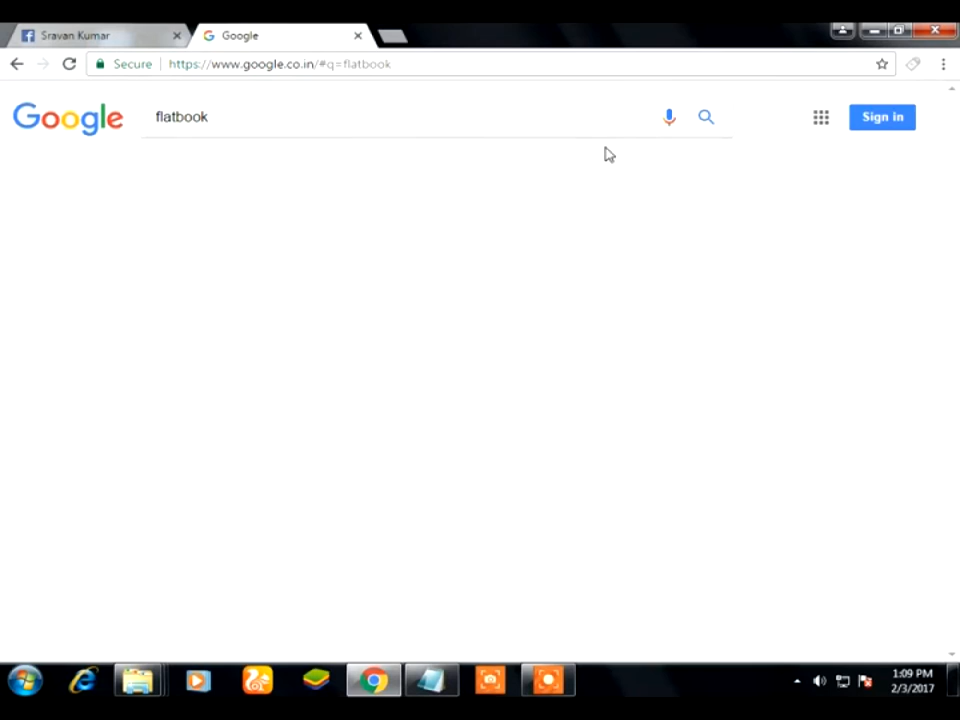 Sravan Kumar
Google
Secure
https://www.google.co.in/#q=flatbook
Google
flatbook
Sign in
1:09 PM
2/3/2017